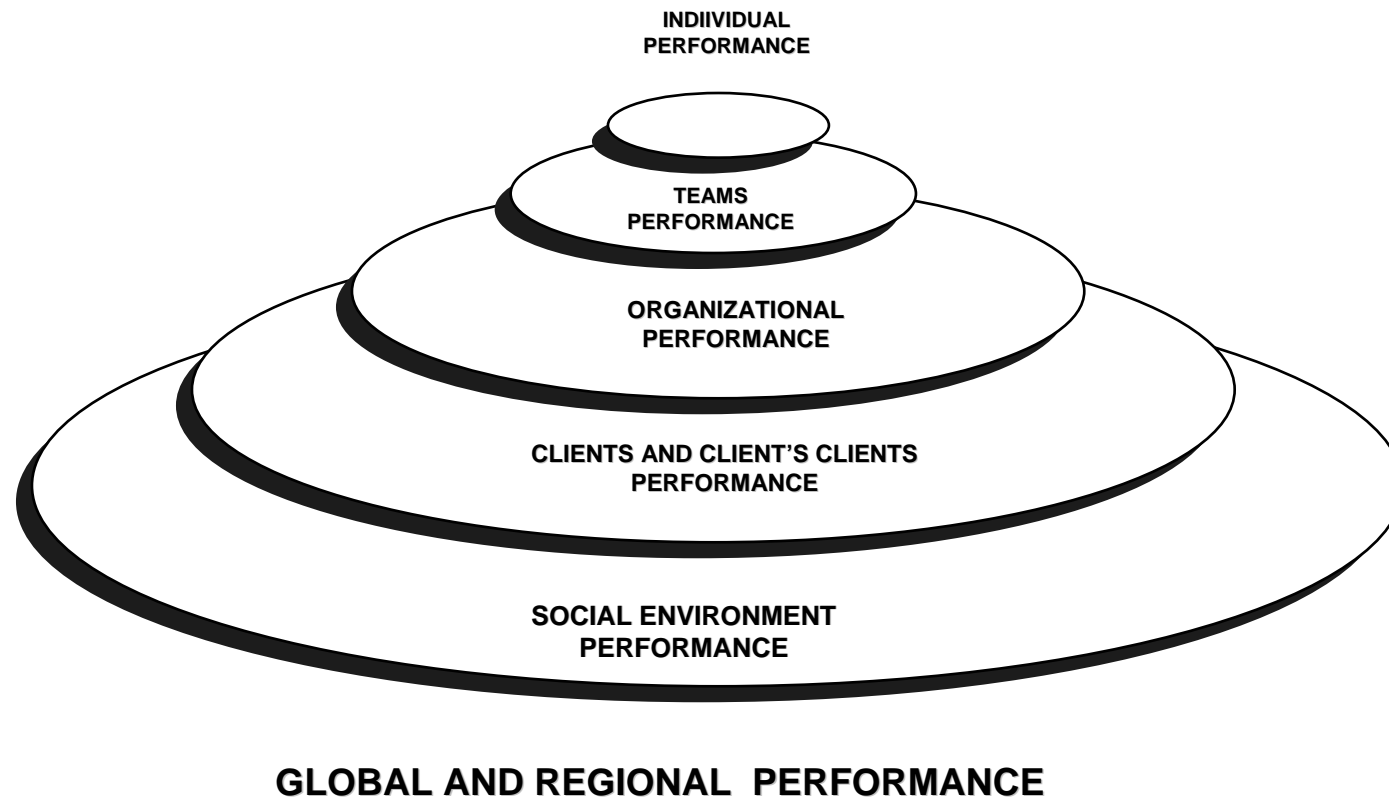 INDIIVIDUAL
PERFORMANCE
TEAMS
PERFORMANCE
ORGANIZATIONAL
PERFORMANCE
CLIENTS AND CLIENT’S CLIENTS
PERFORMANCE
SOCIAL ENVIRONMENT
PERFORMANCE
GLOBAL AND REGIONAL  PERFORMANCE